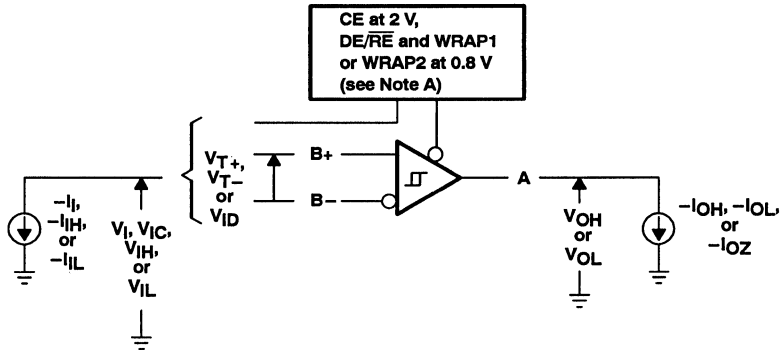 CE at 2 V,
DE/RE and WRAP1
or WRAP2 at 0.8 V
(see Note A)
VT+,
VT−
or
VID
B+
B−
A
−II,
−IIH,
or
−IIL
VI, VIC,
VIH,
or
VIL
VOH
or
VOL
−IOH, −IOL,
or
−IOZ